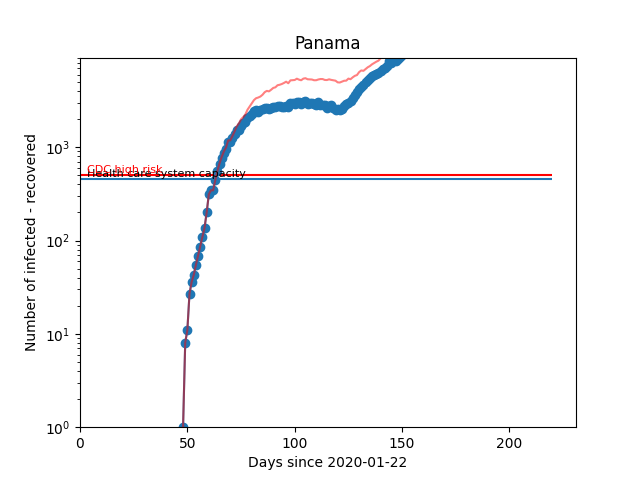 Panama
CDC high risk
Health care system capacity
Number of infected - recovered
10^0
10^1
10^2
10^3
0 50 100 150 200
Days since 2020-01-22